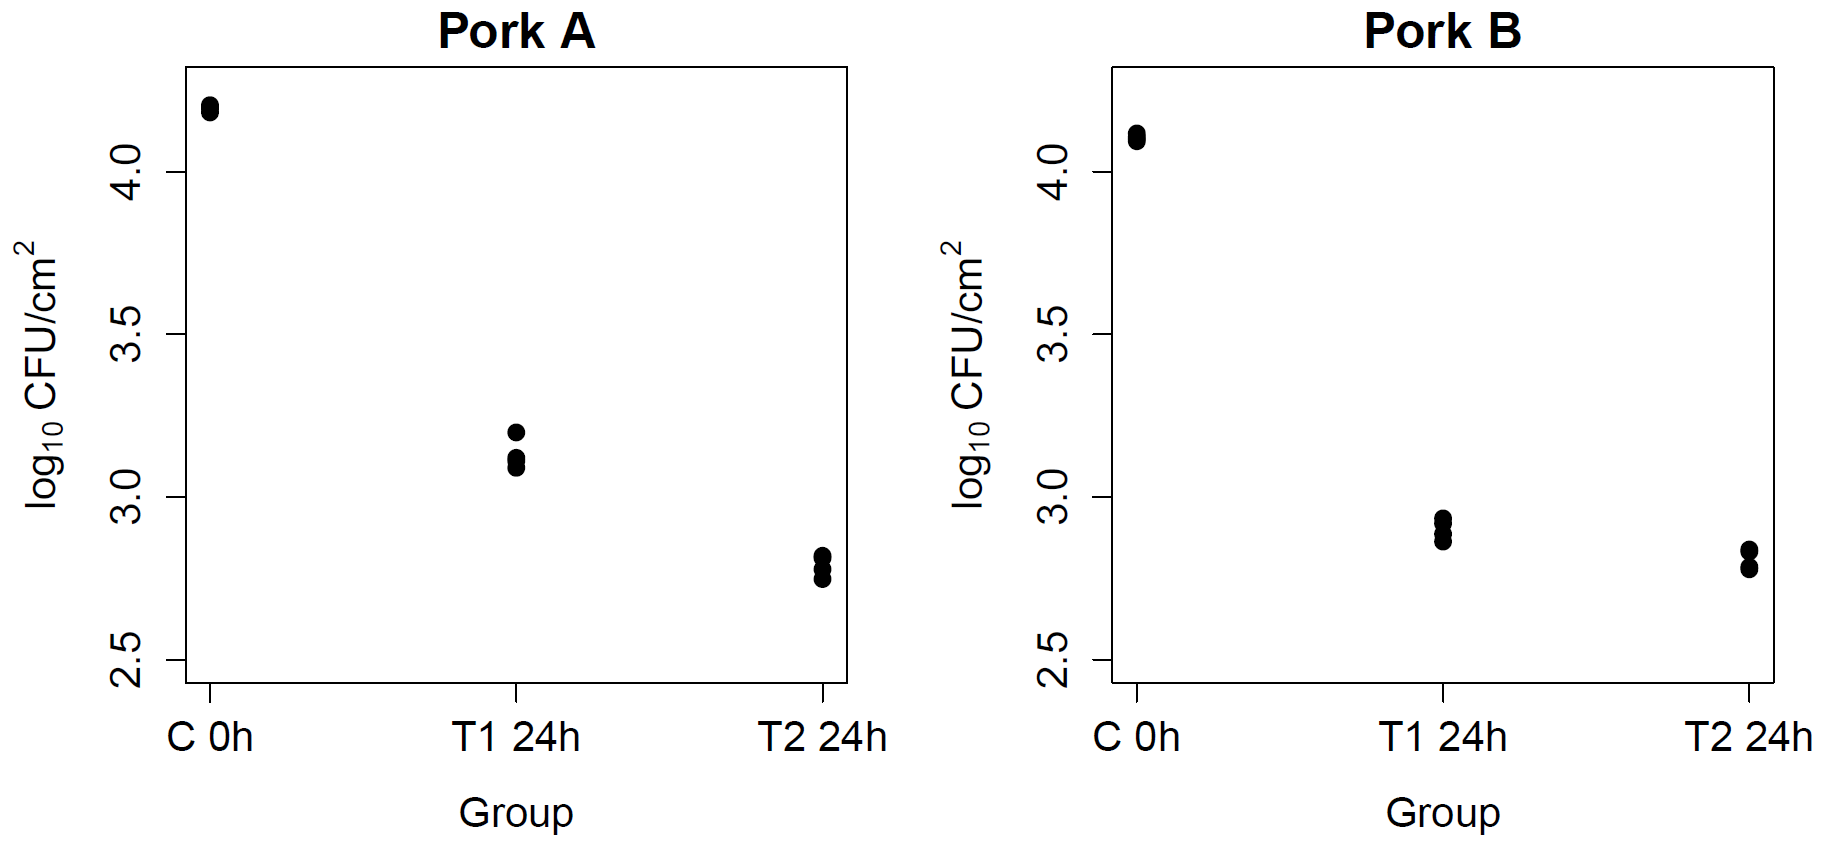 Pork A
log10 CFU/cm2
4.0
3.5
3.0
2.5
C 0h T1 24h T2 24h
Group
Pork B
log10 CFU/cm2
4.0
3.5
3.0
2.5
C 0h T1 24h T2 24h
Group